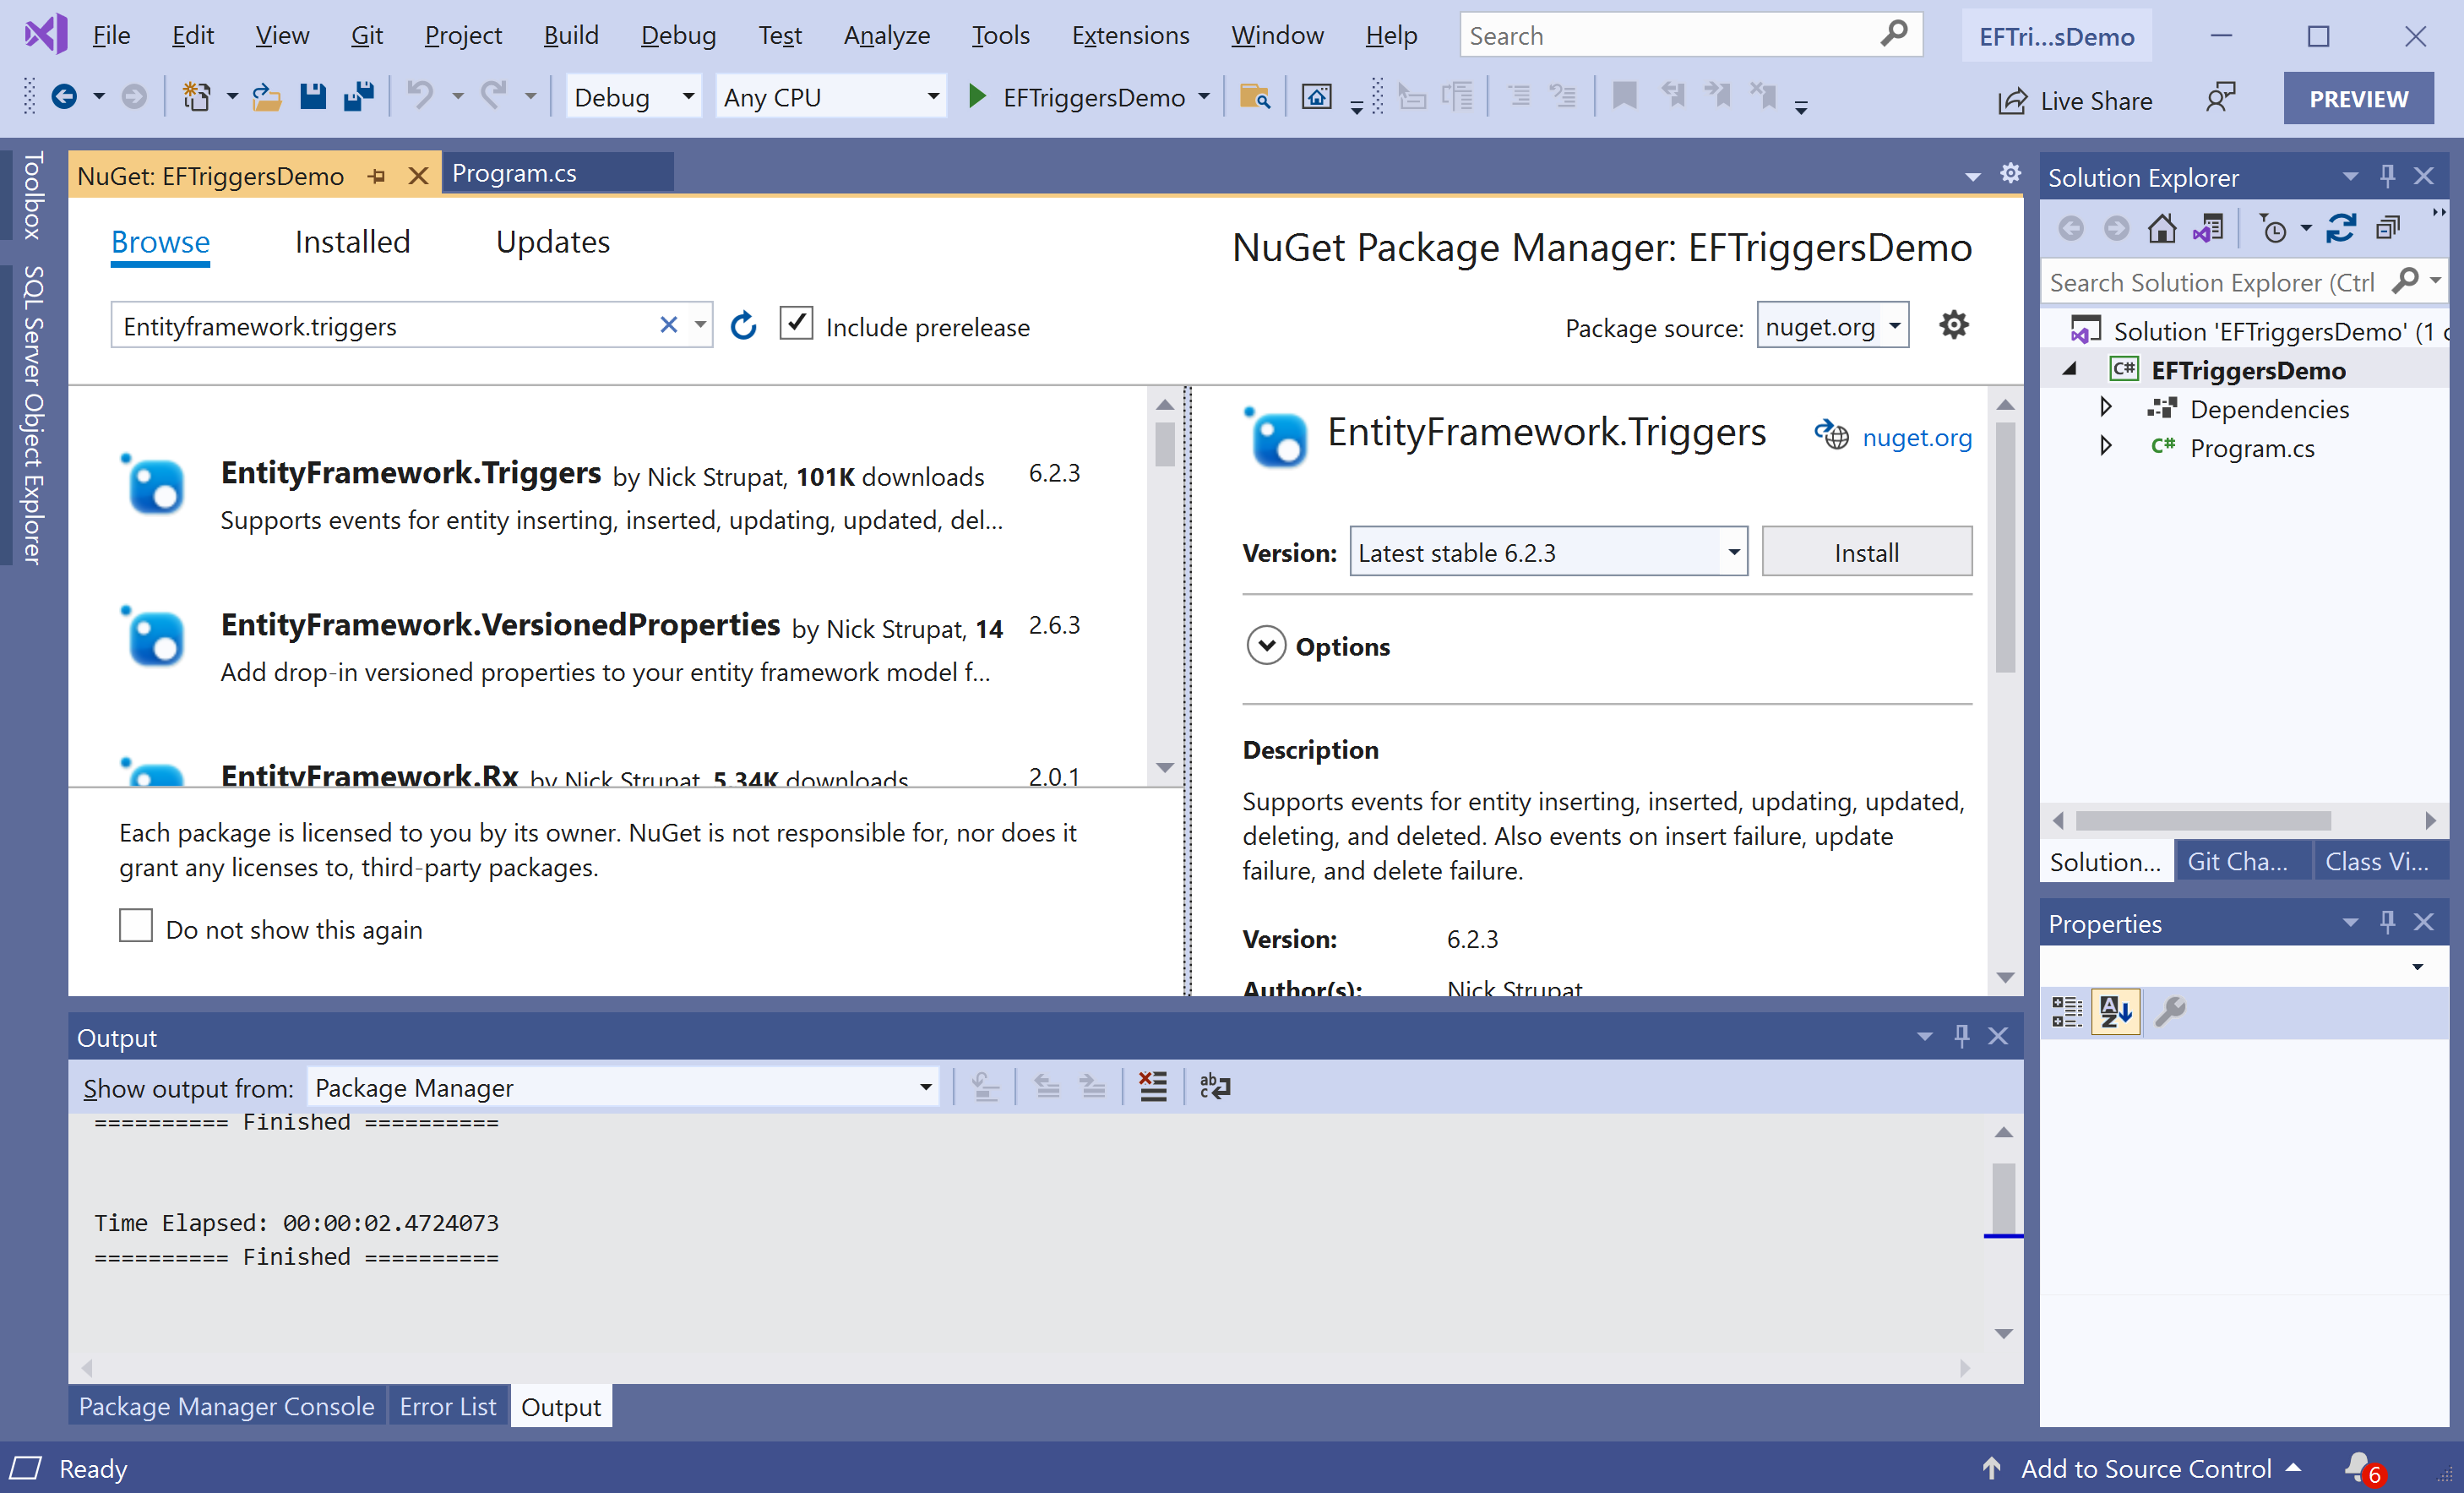 File Edit View Git Project Build Debug Test Analyze Tools Extensions Window Help Search EFTri...sDemo
Debug Any CPU EFTriggersDemo Live Share PREVIEW
Toolbox
SQL Server Object Explorer
NuGet: EFTriggersDemo Program.cs
Browse Installed Updates
NuGet Package Manager: EFTriggersDemo
Entityframework.triggers Include prerelease
Package source: nuget.org
EntityFramework.Triggers by Nick Strupat, 101K downloads 6.2.3
Supports events for entity inserting, inserted, updating, updated, del...
EntityFramework.VersionedProperties by Nick Strupat, 14 2.6.3
Add drop-in versioned properties to your entity framework model f...
EntityFramework.Rx by Nick Strupat, 5.34K downloads 2.0.1
Each package is licensed to you by its owner. NuGet is not responsible for, nor does it
grant any licenses to, third-party packages.
Do not show this again
EntityFramework.Triggers nuget.org
Version: Latest stable 6.2.3 Install
Options
Description
Supports events for entity inserting, inserted, updating, updated,
deleting, and deleted. Also events on insert failure, update
failure, and delete failure.
Version: 6.2.3
Author(s): Nick Strupat
Output
Show output from: Package Manager
========== Finished ==========
Time Elapsed: 00:00:02.4724073
========== Finished ==========
Package Manager Console Error List Output
Solution Explorer
Search Solution Explorer (Ctrl
Solution 'EFTriggersDemo' (1
C# EFTriggersDemo
Dependencies
C# Program.cs
Solution... Git Cha... Class Vi...
Properties
Ready
Add to Source Control 6